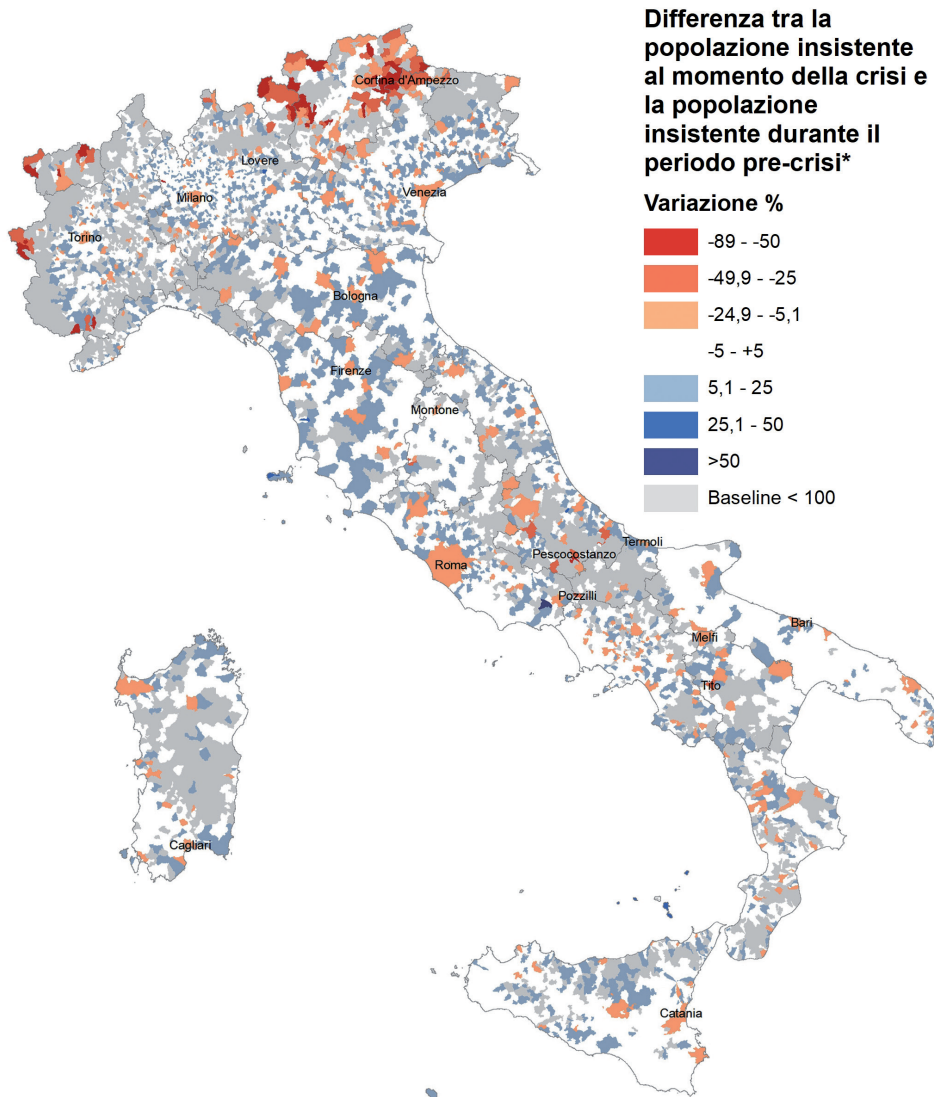 Differenza tra la
popolazione insistente
al momento della crisi e
la popolazione
insistente durante il
periodo pre-crisi*
Variazione %
-89 - -50
-49,9 - -25
-24,9 - -5,1
-5 - +5
5,1 - 25
25,1 - 50
>50
Baseline < 100
Cortina d'Ampezzo
Lovere
Milano
Venezia
Torino
Bologna
Firenze
Montone
Termoli
Pescocostanzo
Roma
Pozzilli
Bari
Melfi
Tito
Cagliari
Catania